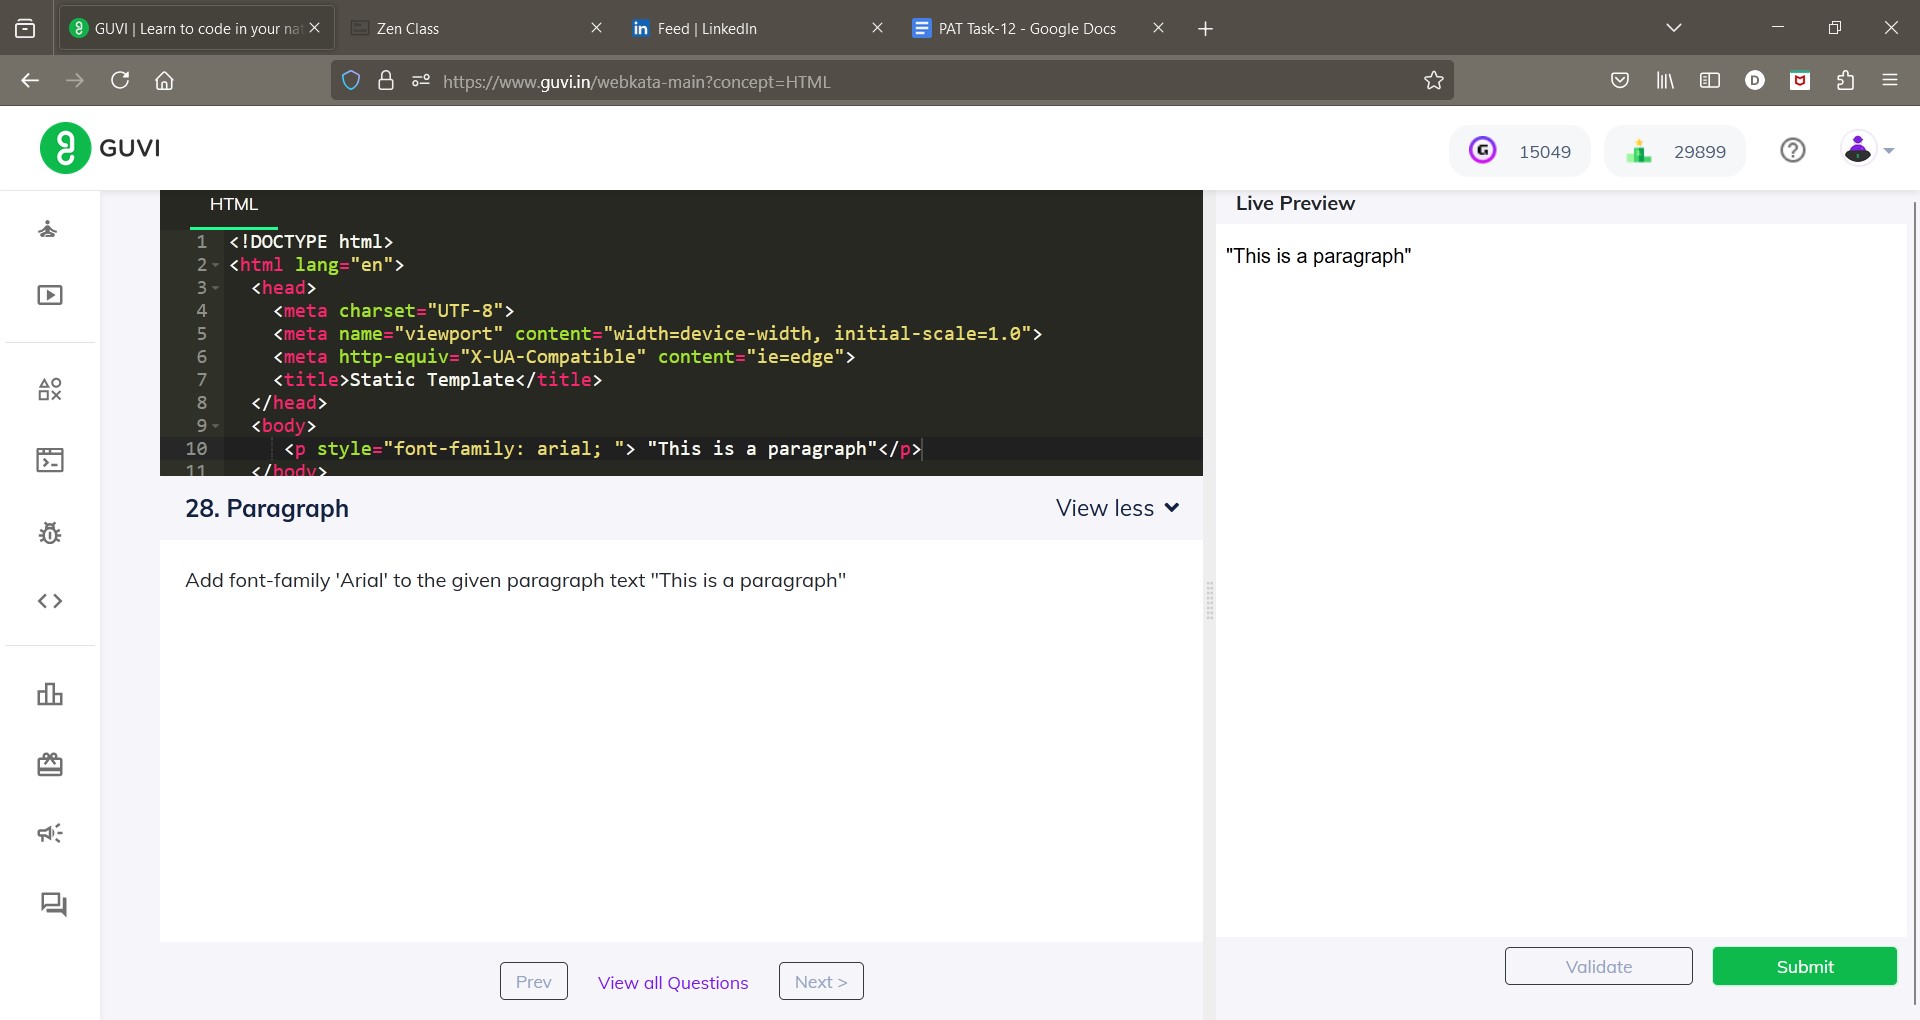 GUVI | Learn to code in your nat
Zen Class
Feed | LinkedIn
PAT Task-12 - Google Docs
https://www.guvi.in/webkata-main?concept=HTML
GUVI
15049
29899
HTML
1 <!DOCTYPE html>
2 <html lang="en">
3 <head>
4 <meta charset="UTF-8">
5 <meta name="viewport" content="width=device-width, initial-scale=1.0">
6 <meta http-equiv="X-UA-Compatible" content="ie=edge">
7 <title>Static Template</title>
8 </head>
9 <body>
10 <p style="font-family: arial; "> "This is a paragraph"</p>
11 </body>
28. Paragraph
View less
Add font-family 'Arial' to the given paragraph text "This is a paragraph"
Prev
View all Questions
Next >
Live Preview
"This is a paragraph"
Validate
Submit